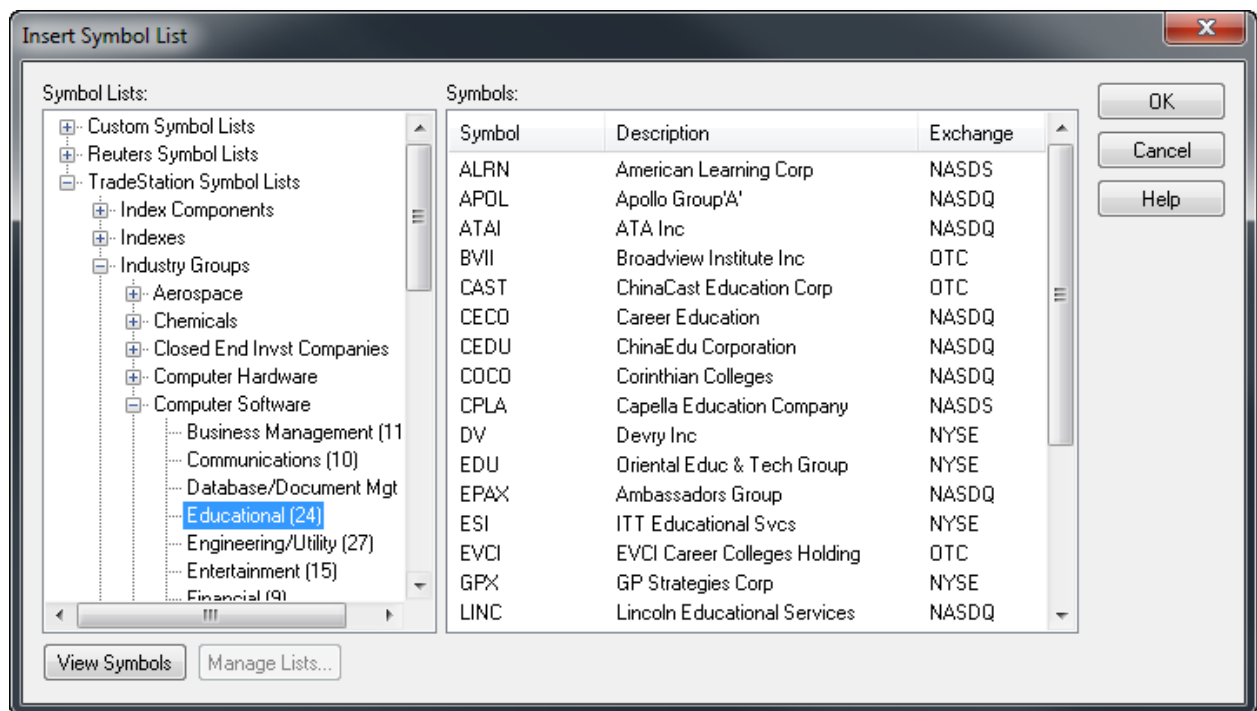 Insert Symbol List
Symbol Lists:
Custom Symbol Lists
Reuters Symbol Lists
TradeStation Symbol Lists
Index Components
Indexes
Industry Groups
Aerospace
Chemicals
Closed End Invst Companies
Computer Hardware
Computer Software
Business Management (11
Communications (10)
Database/Document Mgt
Educational (24)
Engineering/Utility (27)
Entertainment (15)
Financial (9)
View Symbols
Manage Lists...
Symbols:
Symbol Description Exchange
ALRN American Learning Corp NASDS
APOL Apollo Group'A' NASDQ
ATAI ATA Inc NASDQ
BVII Broadview Institute Inc OTC
CAST ChinaCast Education Corp OTC
CECO Career Education NASDQ
CEDU ChinaEdu Corporation NASDQ
COCO Corinthian Colleges NASDQ
CPLA Capella Education Company NASDS
DV Devry Inc NYSE
EDU Oriental Educ & Tech Group NYSE
EPAX Ambassadors Group NASDQ
ESI ITT Educational Svcs NYSE
EVCI EVCI Career Colleges Holding OTC
GPX GP Strategies Corp NYSE
LINC Lincoln Educational Services NASDQ
OK
Cancel
Help